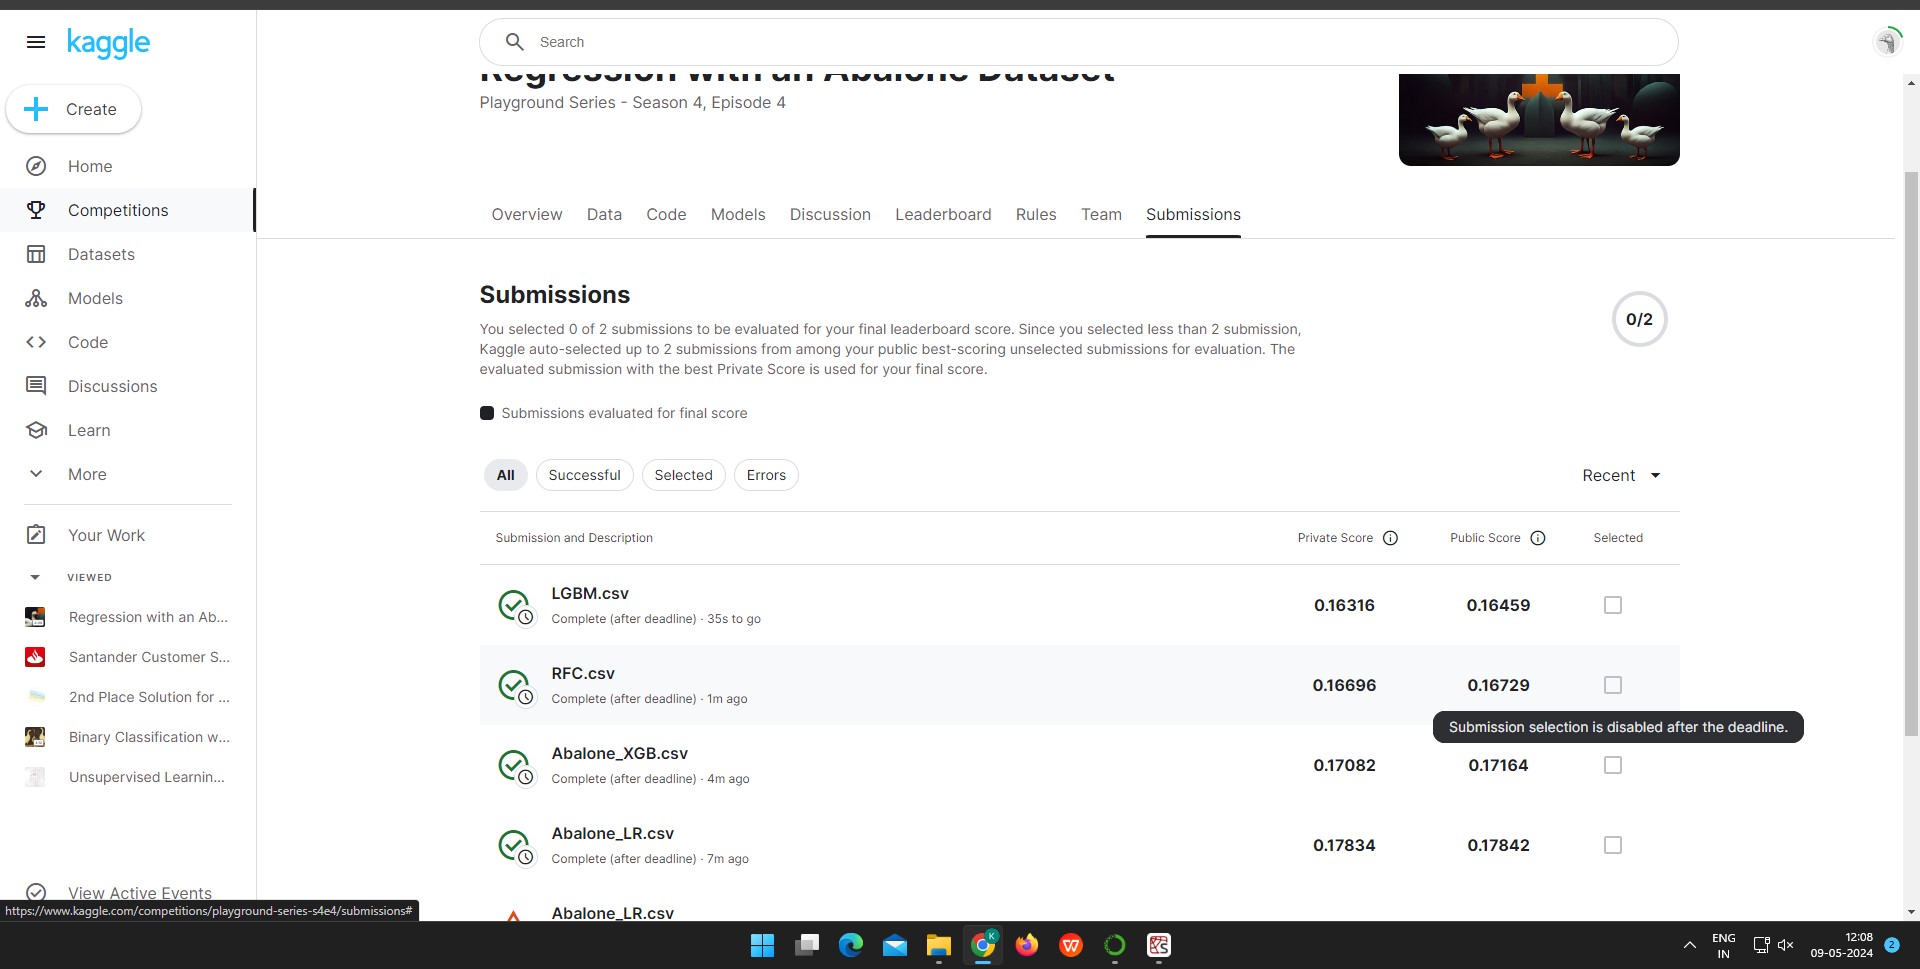 kaggle
Search
Create
Home
Competitions
Datasets
Models
Code
Discussions
Learn
More
Your Work
VIEWED
Regression with an Ab...
Santander Customer S...
2nd Place Solution for ...
Binary Classification w...
Unsupervised Learnin...
View Active Events
https://www.kaggle.com/competitions/playground-series-s4e4/submissions#
Regression with an Abalone Dataset
Playground Series - Season 4, Episode 4
Overview Data Code Models Discussion Leaderboard Rules Team Submissions
Submissions
You selected 0 of 2 submissions to be evaluated for your final leaderboard score. Since you selected less than 2 submission,
Kaggle auto-selected up to 2 submissions from among your public best-scoring unselected submissions for evaluation. The
evaluated submission with the best Private Score is used for your final score.
0/2
Submissions evaluated for final score
All Successful Selected Errors Recent
Submission and Description Private Score Public Score Selected
LGBM.csv
Complete (after deadline) · 35s to go
0.16316 0.16459
RFC.csv
Complete (after deadline) · 1m ago
0.16696 0.16729
Submission selection is disabled after the deadline.
Abalone_XGB.csv
Complete (after deadline) · 4m ago
0.17082 0.17164
Abalone_LR.csv
Complete (after deadline) · 7m ago
0.17834 0.17842
Abalone_LR.csv
K
ENG
IN
12:08
09-05-2024
2